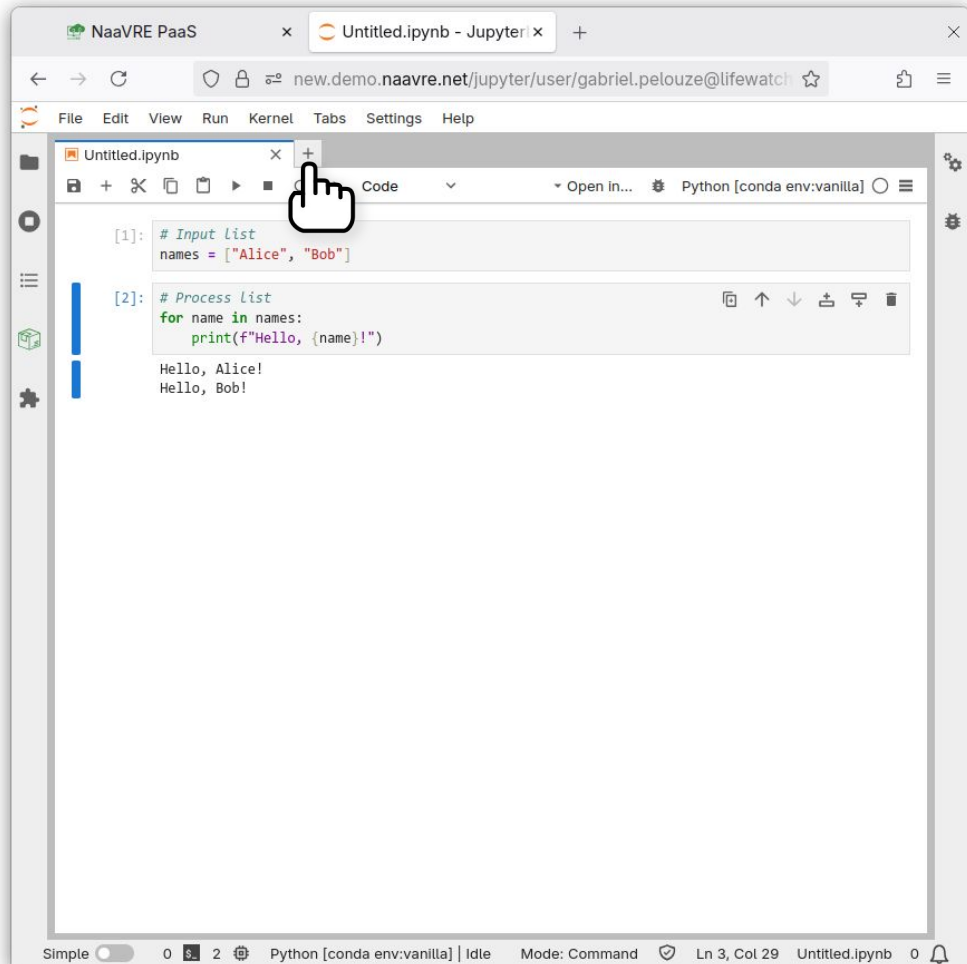 NaaVRE PaaS
Untitled.ipynb - Jupyter
new.demo.naavre.net/jupyter/user/gabriel.pelouze@lifewatch
File Edit View Run Kernel Tabs Settings Help
Untitled.ipynb
Code Open in... Python [conda env:vanilla]
[1]: # Input list
names = ["Alice", "Bob"]
[2]: # Process list
for name in names:
    print(f"Hello, {name}!")
Hello, Alice!
Hello, Bob!
Simple 0 $_ 2 Python [conda env:vanilla] | Idle Mode: Command Ln 3, Col 29 Untitled.ipynb 0